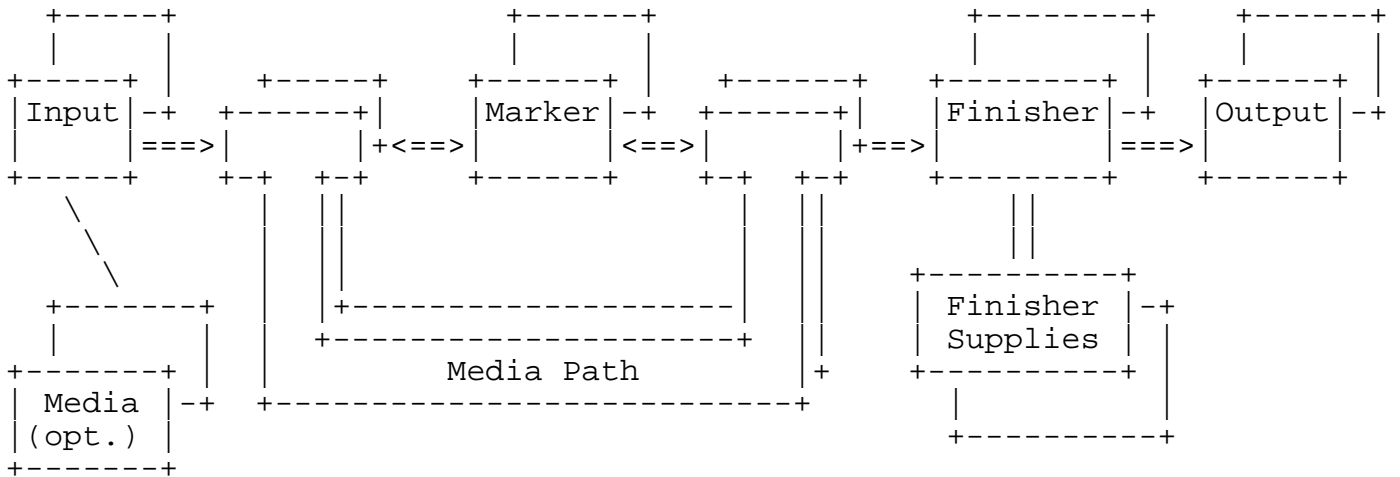 Input
Marker
Finisher
Output
Finisher
Supplies
Media Path
Media
(opt.)